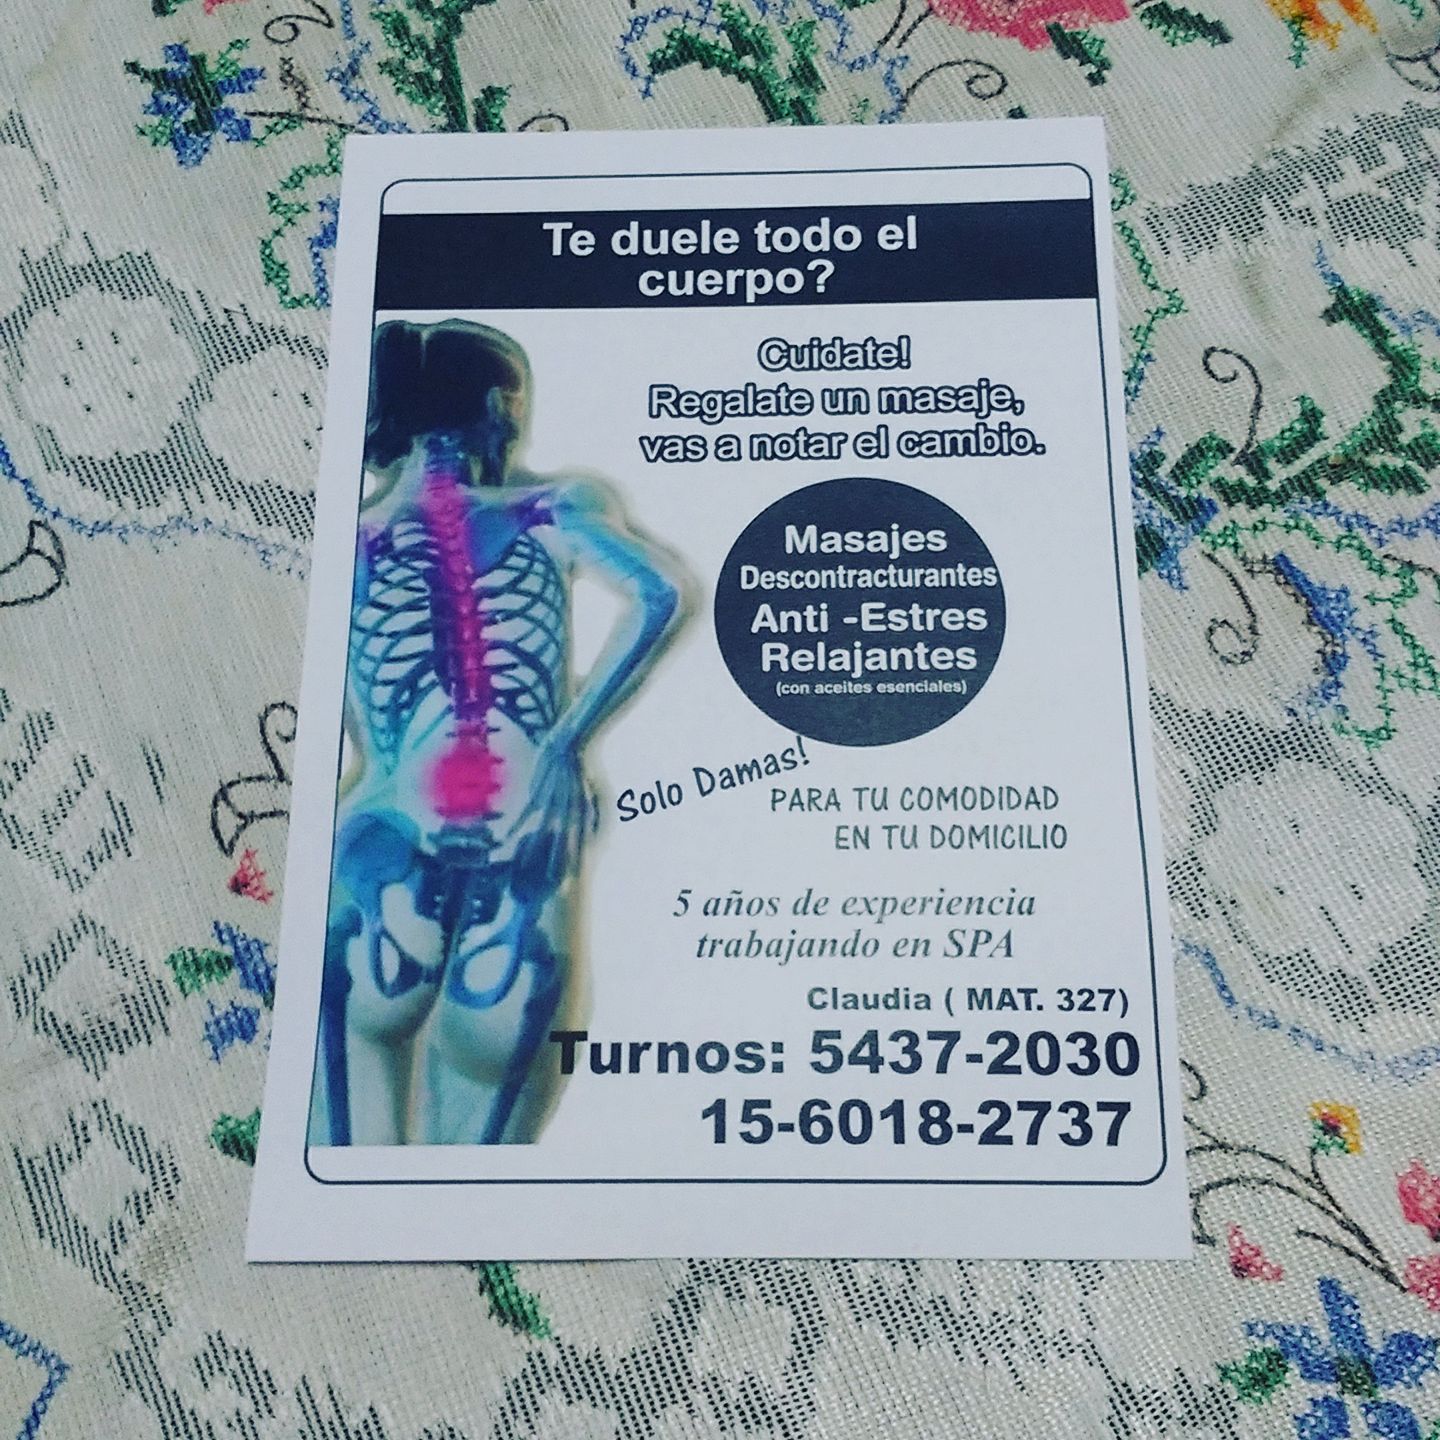 Te duele todo el
cuerpo?
Cuidate!
Regalate un masaje,
vas a notar el cambio.
Masajes
Descontracturantes
Anti -Estres
Relajantes
(con aceites esenciales)
Solo Damas!
PARA TU COMODIDAD
EN TU DOMICILIO
5 años de experiencia
trabajando en SPA
Claudia ( MAT. 327)
Turnos: 5437-2030
15-6018-2737